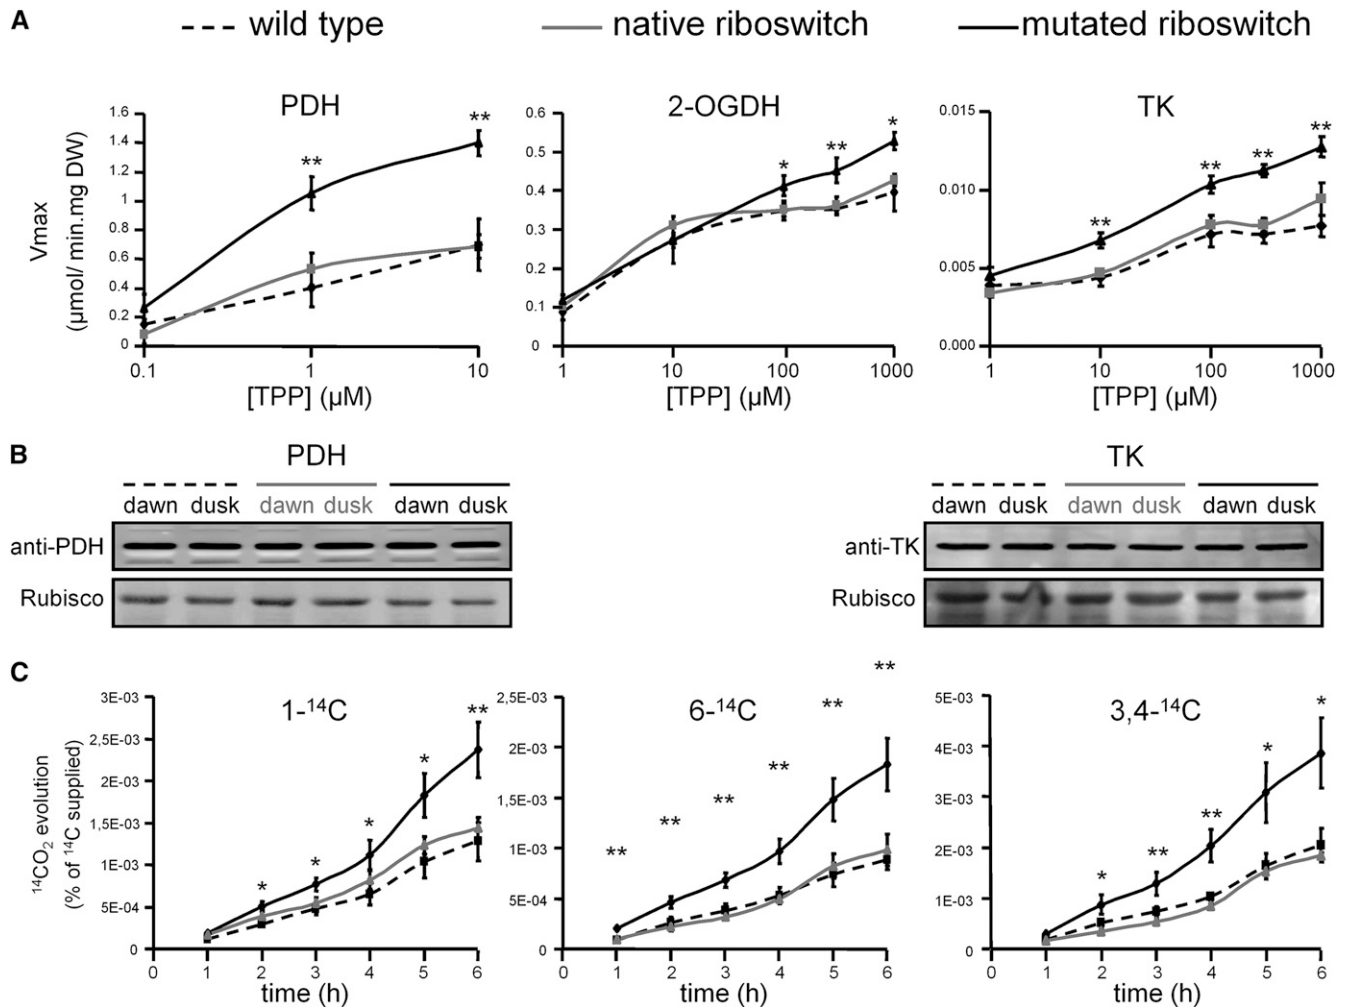 A
wild type
native riboswitch
mutated riboswitch
PDH
2-OGDH
TK
Vmax
(µmol/ min.mg DW)
1.6
1.4
1.2
1
0.8
0.6
0.4
0.2
0
** **
0.1 1 10
[TPP] (µM)
0.6
0.5
0.4
0.3
0.2
0.1
0
* ** *
1 10 100 1000
[TPP] (µM)
0.015
0.010
0.005
0.000
** ** ** **
1 10 100 1000
[TPP] (µM)
B
PDH
TK
dawn dusk dawn dusk dawn dusk
anti-PDH
Rubisco
dawn dusk dawn dusk dawn dusk
anti-TK
Rubisco
C
1-¹⁴C
6-¹⁴C
3,4-¹⁴C
¹⁴CO₂ evolution
(% of ¹⁴C supplied)
3E-03
2,5E-03
2E-03
1,5E-03
1E-03
5E-04
0
* * * * **
0 1 2 3 4 5 6
time (h)
2,5E-03
2E-03
1,5E-03
1E-03
5E-04
0
** ** ** ** ** **
0 1 2 3 4 5 6
time (h)
5E-03
4E-03
3E-03
2E-03
1E-03
0
* ** ** * *
0 1 2 3 4 5 6
time (h)